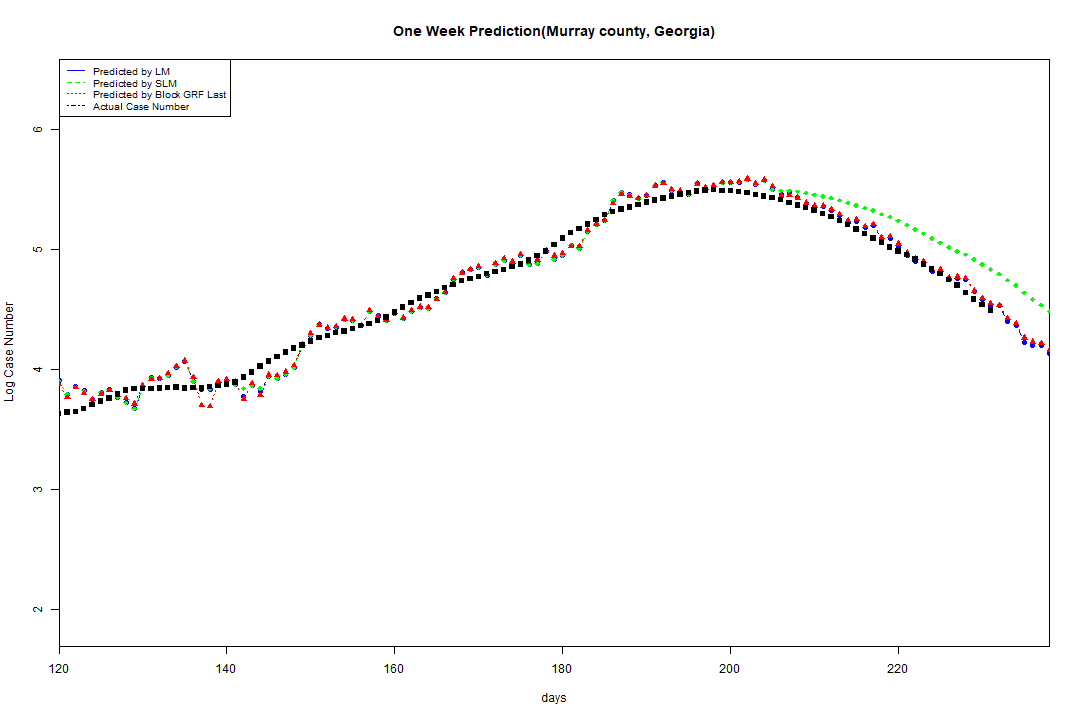 One Week Prediction(Murray county, Georgia)
Predicted by LM
Predicted by SLM
Predicted by Block GRF Last
Actual Case Number
6
5
4
3
2
Log Case Number
120 140 160 180 200 220
days